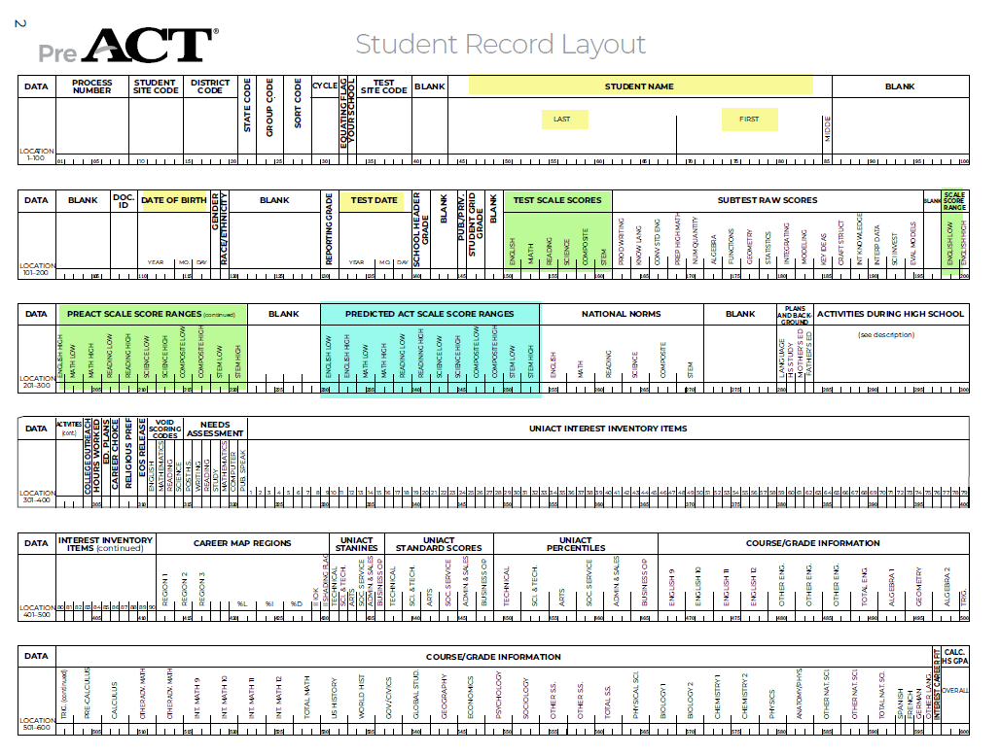 2
Pre ACT®
Student Record Layout
DATA PROCESS NUMBER STUDENT SITE CODE DISTRICT CODE STATE CODE GROUP CODE SORT CODE CYCLE EQUATING FLAG YOUR SCHOOL TEST SITE CODE BLANK STUDENT NAME BLANK
LAST FIRST MIDDE
LOCATION 1-100
01 05 10 15 20 25 30 35 40 45 50 55 60 65 70 75 80 85 90 95 100
DATA BLANK DOC. ID DATE OF BIRTH GENDER RACE/ETHNICITY BLANK REPORTING GRADE TEST DATE SCHOOL HEADER GRADE BLANK PUB./PRIV. STUDENT GRID GRADE BLANK TEST SCALE SCORES SUBTEST RAW SCORES BLANK SCALE SCORE RANGE
YEAR MO. DAY YEAR MO. DAY ENGLISH MATH READING SCIENCE COMPOSITE STEM PROD WRITING KNOW LANG CONV STD ENG PREP HIGH MATH NUM QUANTITY ALGEBRA FUNCTIONS GEOMETRY STATISTICS INTEGRATING MODELING KEY IDEAS CRAFT STRUCT INT KNOWLEDGE INTERP DATA SCI INVEST EVAL MODELS ENGLISH LOW ENGLISH HIGH
LOCATION 101-200
105 110 115 120 125 130 135 140 145 150 155 160 165 170 175 180 185 190 195 200
DATA PREACT SCALE SCORE RANGES (continued) BLANK PREDICTED ACT SCALE SCORE RANGES NATIONAL NORMS BLANK PLANS AND BACK-GROUND ACTIVITIES DURING HIGH SCHOOL
(see description)
ENGLISH HIGH MATH LOW MATH HIGH READING LOW READING HIGH SCIENCE LOW SCIENCE HIGH COMPOSITE LOW COMPOSITE HIGH STEM LOW STEM HIGH ENGLISH LOW ENGLISH HIGH MATH LOW MATH HIGH READING LOW READINNG HIGH SCIENCE LOW SCIENCE HIGH COMPOSITE LOW COMPOSITE HIGH STEM LOW STEM HIGH ENGLISH MATH READING SCIENCE COMPOSITE STEM LANGUAGE HS STUDY MOTHER'S ED FATHER'S ED
LOCATION 201-300
205 210 215 220 225 230 235 240 245 250 255 260 265 270 275 280 285 290 295 300
DATA ACTIVITIES (cont.) COLLEGE OUTREACH HOURS WORKED ED. PLANS CAREER CHOICE RELIGIOUS PREF EOS RELEASE VOID SCORING CODES NEEDS ASSESSMENT UNIACT INTEREST INVENTORY ITEMS
ENGLISH MATHEMATICS READING SCIENCE POST H.S. WRITING READING STUDY MATHEMATICS COMPUTER PUB. SPEAK
1 2 3 4 5 6 7 8 9 10 11 12 13 14 15 16 17 18 19 20 21 22 23 24 25 26 27 28 29 30 31 32 33 34 35 36 37 38 39 40 41 42 43 44 45 46 47 48 49 50 51 52 53 54 55 56 57 58 59 60 61 62 63 64 65 66 67 68 69 70 71 72 73 74 75 76 77 78 79
LOCATION 301-400
305 310 315 320 325 330 335 340 345 350 355 360 365 370 375 380 385 390 395 400
DATA INTEREST INVENTORY ITEMS (continued) CAREER MAP REGIONS UNIACT STANINES UNIACT STANDARD SCORES UNIACT PERCENTILES COURSE/GRADE INFORMATION
80 81 82 83 84 85 86 87 88 89 90 REGION 1 REGION 2 REGION 3 %L %I %D II OK II SHADING FLAG TECHNICAL SCI. & TECH. ARTS SOC. SERVICE ADMIN. & SALES BUSINESS OP TECHNICAL SCI. & TECH. ARTS SOC. SERVICE ADMIN. & SALES BUSINESS OP TECHNICAL SCI. & TECH. ARTS SOC. SERVICE ADMIN. & SALES BUSINESS OP ENGLISH 9 ENGLISH 10 ENGLISH 11 ENGLISH 12 OTHER ENG. TOTAL ENG. ALGEBRA 1 GEOMETRY ALGEBRA 2 TRIG.
LOCATION 401-500
405 410 415 420 425 430 435 440 445 450 455 460 465 470 475 480 485 490 495 500
DATA COURSE/GRADE INFORMATION INTEREST CAREER FIT CALC. HS GPA
TRIG. (continued) PRE-CALCULUS CALCULUS OTHER ADV. MATH OTHER ADV. MATH INT. MATH 9 INT. MATH 10 INT. MATH 11 INT. MATH 12 TOTAL MATH US HISTORY WORLD HIST GOV./CIVICS GLOBAL STUD. GEOGRAPHY ECONOMICS PSYCHOLOGY SOCIOLOGY OTHER S.S. OTHER S.S. TOTAL S.S. PHYSICAL SCI. BIOLOGY 1 BIOLOGY 2 CHEMISTRY 1 CHEMISTRY 2 PHYSICS ANATOMY/PHYS. OTHER NAT. SCI. OTHER NAT. SCI. TOTAL NAT. SCI. SPANISH FRENCH GERMAN OTHER LANG. OVERALL
LOCATION 501-600
505 510 515 520 525 530 535 540 545 550 555 560 565 570 575 580 585 590 595 600